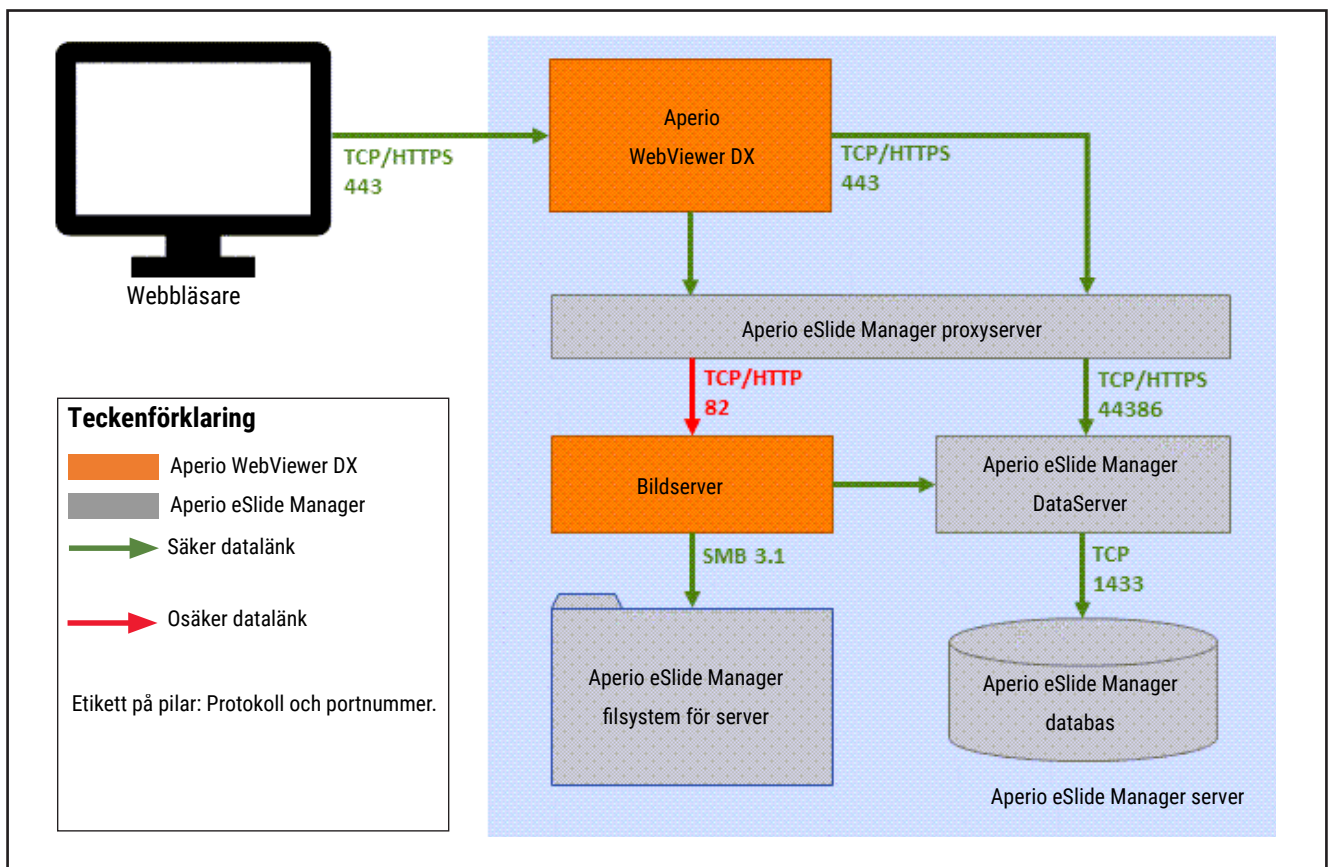 Aperio
WebViewer DX
TCP/HTTPS
443
TCP/HTTPS
443
Webbläsare
Aperio eSlide Manager proxyserver
TCP/HTTP
82
TCP/HTTPS
44386
Teckenförklaring
Aperio WebViewer DX
Aperio eSlide Manager
Säker datalänk
Osäker datalänk
Etikett på pilar: Protokoll och portnummer.
Bildserver
Aperio eSlide Manager
DataServer
SMB 3.1
TCP
1433
Aperio eSlide Manager
filsystem för server
Aperio eSlide Manager
databas
Aperio eSlide Manager server